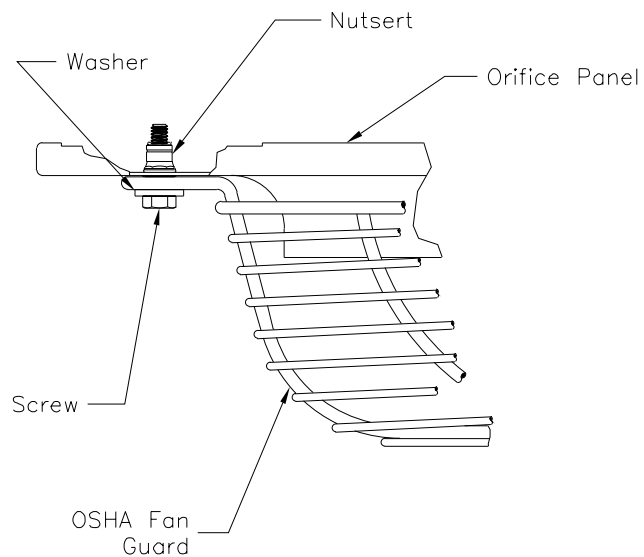 Nutsert
Washer
Orifice Panel
Screw
OSHA Fan
Guard